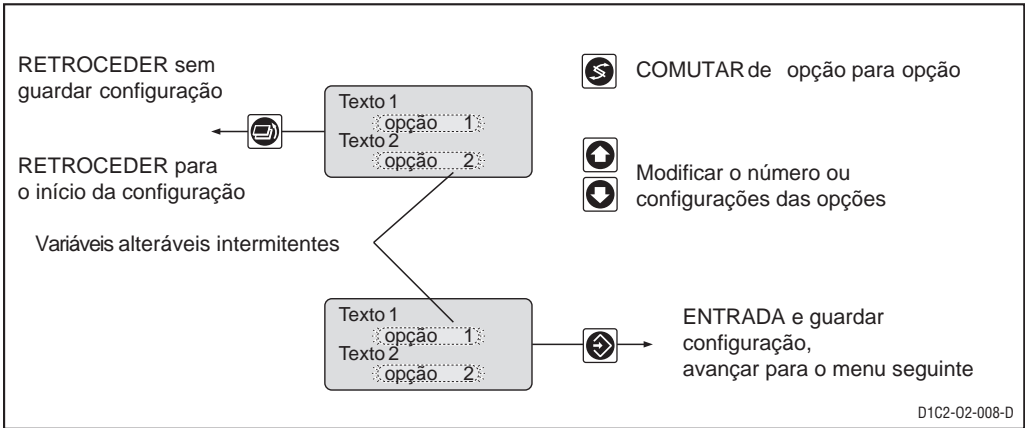 RETROCEDER sem
guardar configuração
RETROCEDER para
o início da configuração
Texto 1
opção 1
Texto 2
opção 2
COMUTAR de opção para opção
Modificar o número ou
configurações das opções
Variáveis alteráveis intermitentes
Texto 1
opção 1
Texto 2
opção 2
ENTRADA e guardar
configuração,
avançar para o menu seguinte
D1C2-O2-008-D